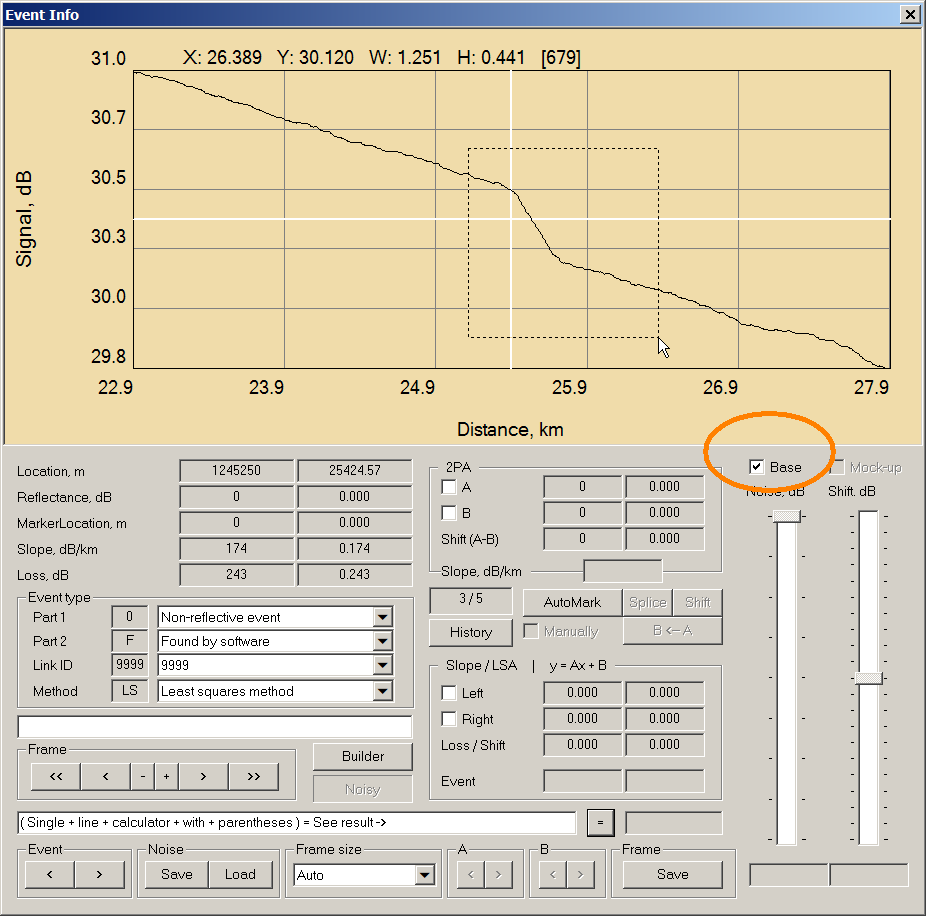 Event Info
X: 26.389 Y: 30.120 W: 1.251 H: 0.441 [679]
31.0
30.7
30.5
30.3
30.0
29.8
Signal, dB
22.9 23.9 24.9 25.9 26.9 27.9
Distance, km
Location, m 1245250 25424.57
Reflectance, dB 0 0.000
MarkerLocation, m 0 0.000
Slope, dB/km 174 0.174
Loss, dB 243 0.243
Event type
Part 1 0 Non-reflective event
Part 2 F Found by software
Link ID 9999 9999
Method LS Least squares method
Frame
<< < - + > >>
Builder
Noisy
2PA
A 0 0.000
B 0 0.000
Shift (A-B) 0 0.000
Slope, dB/km
3 / 5 AutoMark Splice Shift
History Manually B <-- A
Slope / LSA | y = Ax + B
Left 0.000 0.000
Right 0.000 0.000
Loss / Shift 0.000 0.000
Event
Base Mock-up
Noise, dB Shift. dB
( Single + line + calculator + with + parentheses ) = See result -> =
Event
< >
Noise
Save Load
Frame size
Auto
A
< >
B
< >
Frame
Save